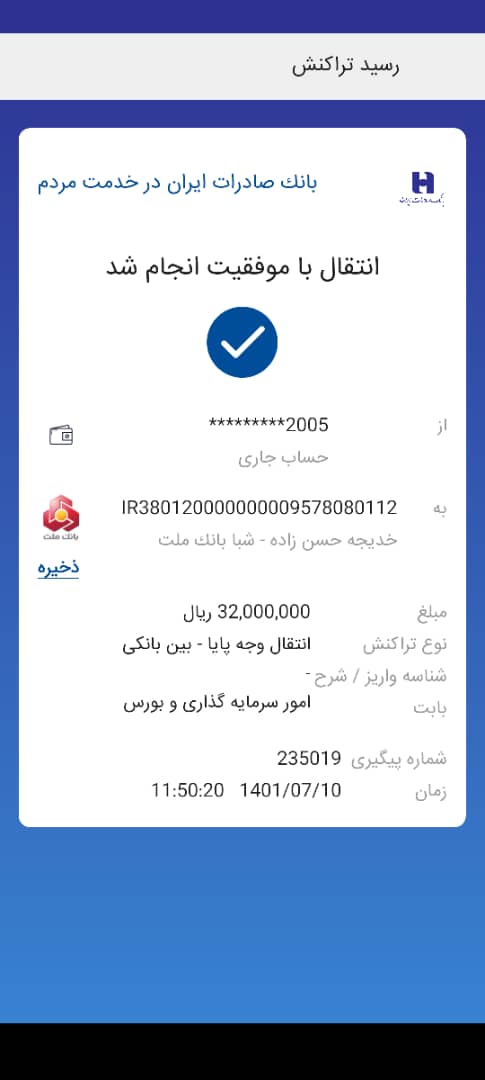 رسید تراکنش
بانك صادرات ایران در خدمت مردم
بانک صادرات ایران
انتقال با موفقیت انجام شد
از *********2005
حساب جاری
به IR380120000000009578080112
خدیجه حسن زاده - شبا بانك ملت
بانک ملت
ذخیره
مبلغ 32,000,000 ریال
نوع تراکنش انتقال وجه پایا - بین بانکی
شناسه واریز / شرح -
بابت امور سرمایه گذاری و بورس
شماره پیگیری 235019
زمان 1401/07/10 11:50:20